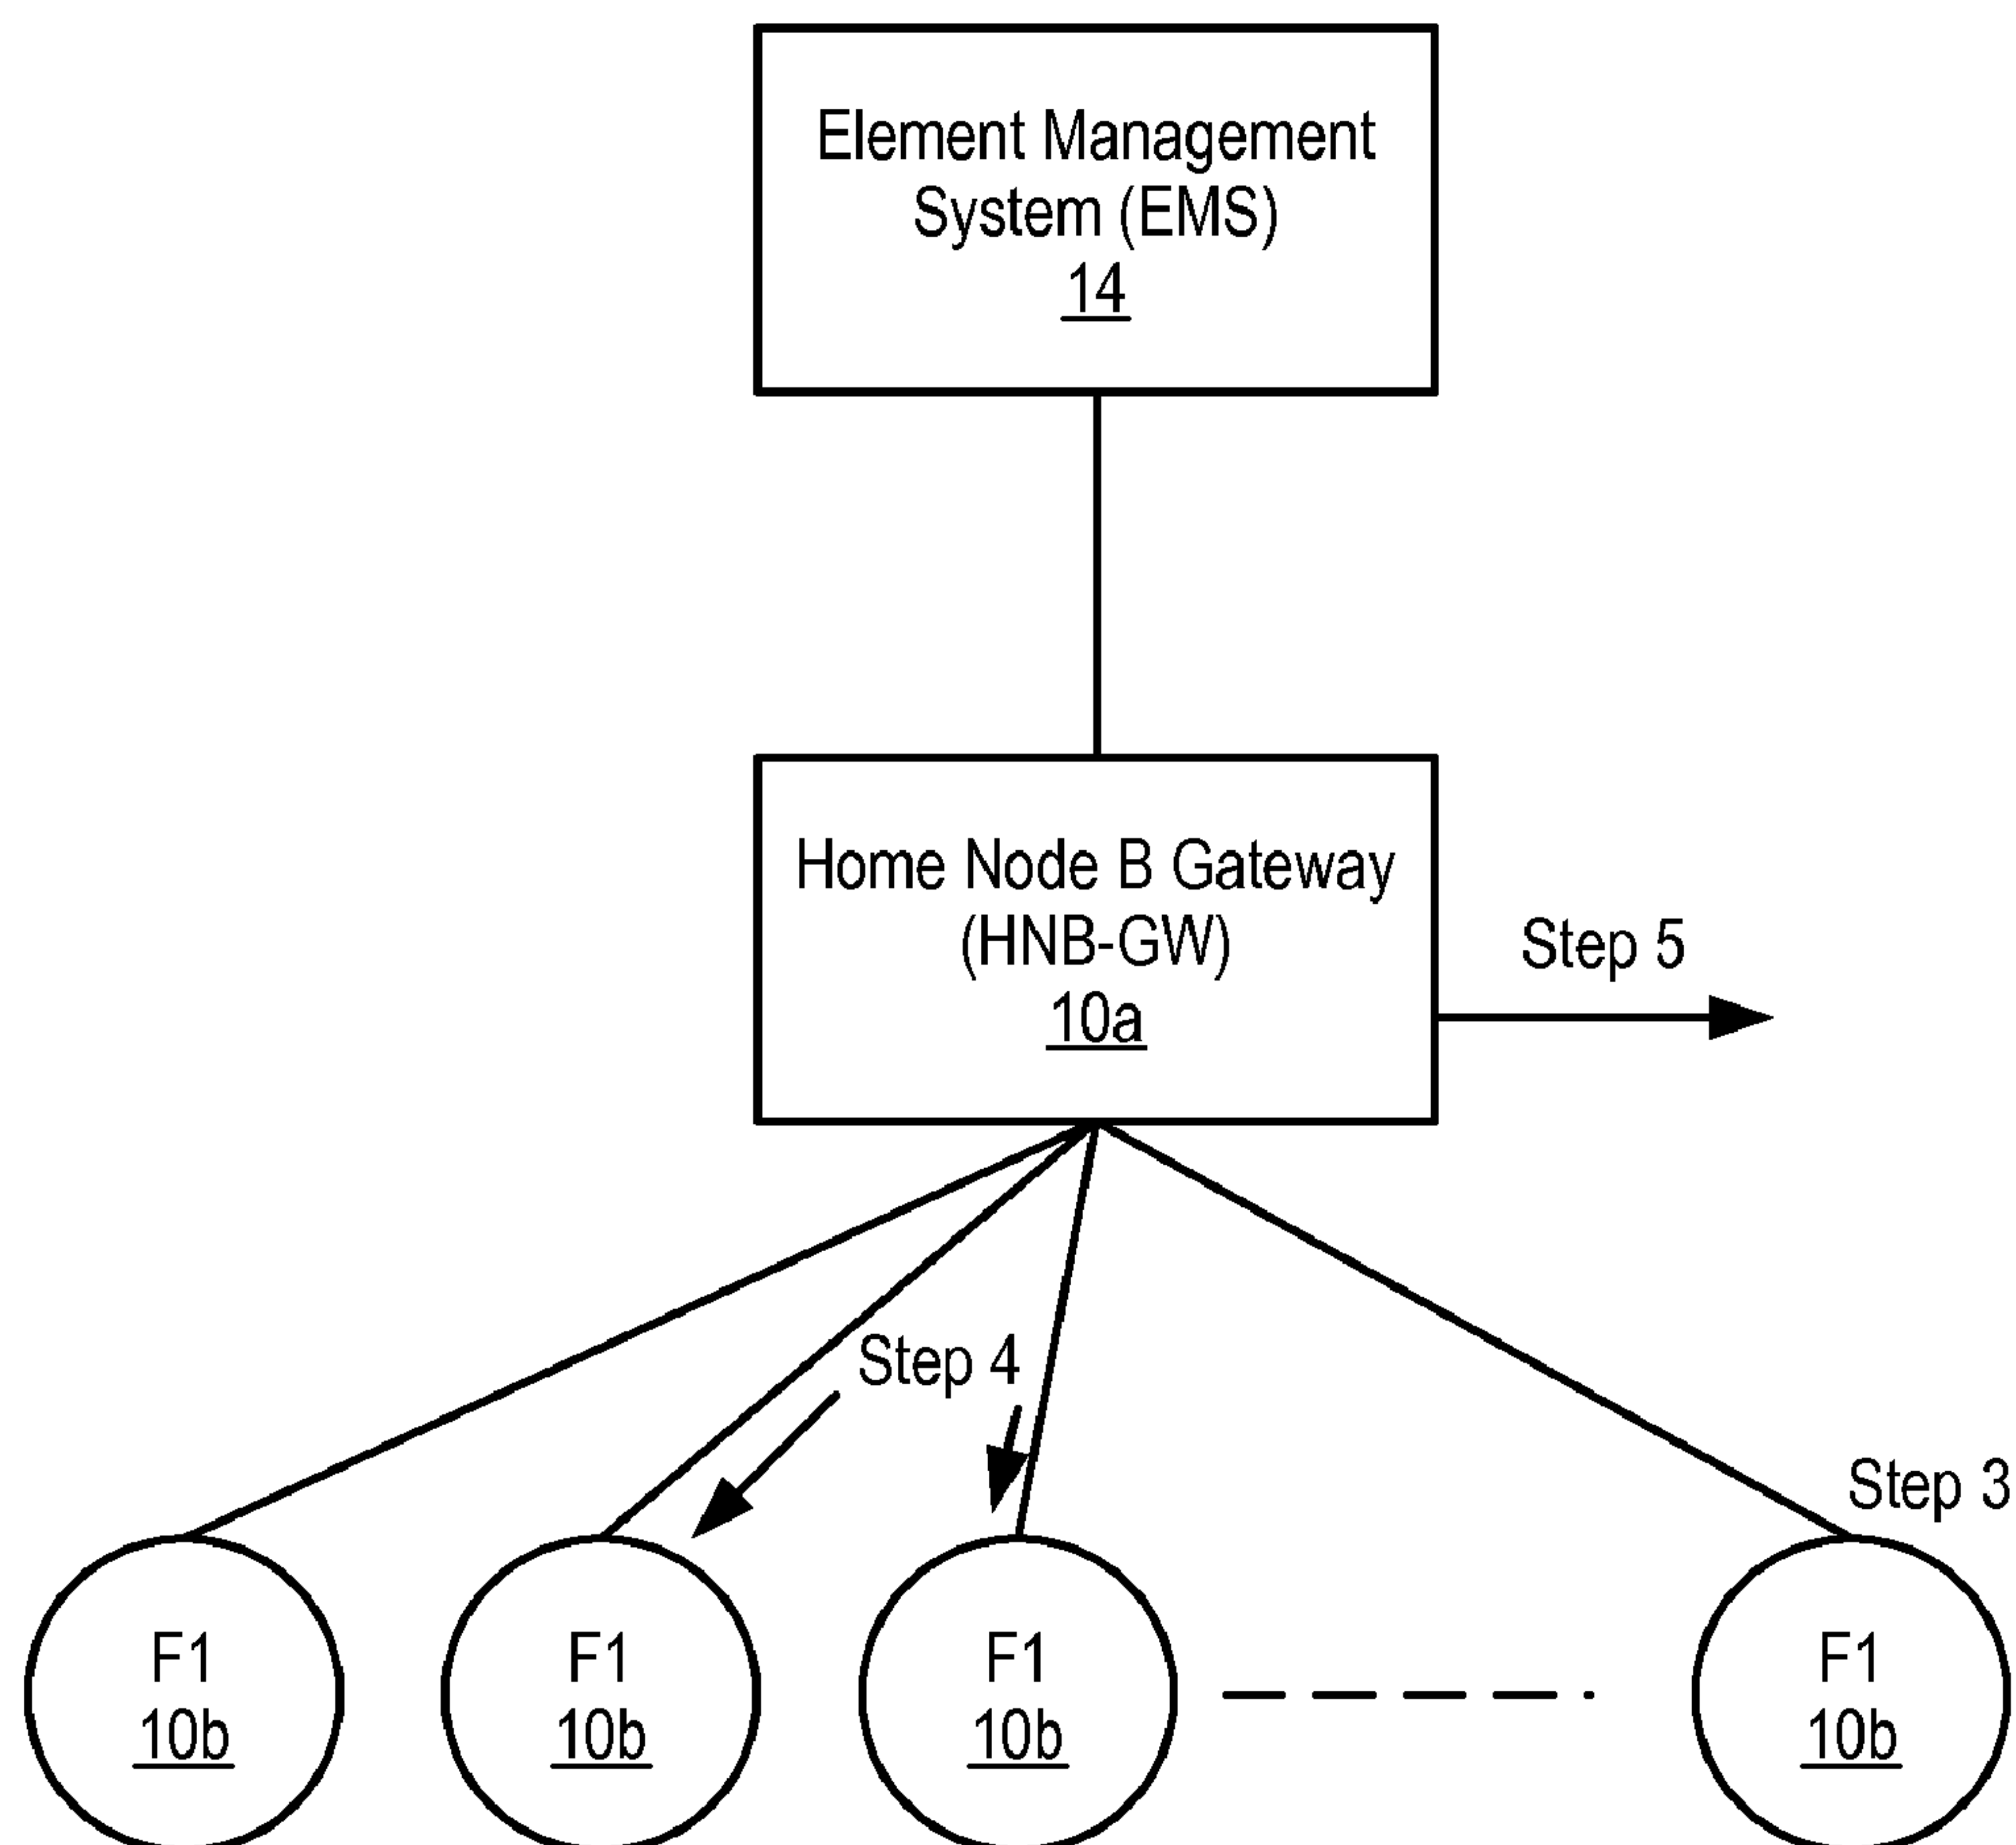 Element Management
System (EMS)
14
Home Node B Gateway
(HNB-GW)
10a
Step 5
Step 4
Step 3
F1
10b
F1
10b
F1
10b
F1
10b